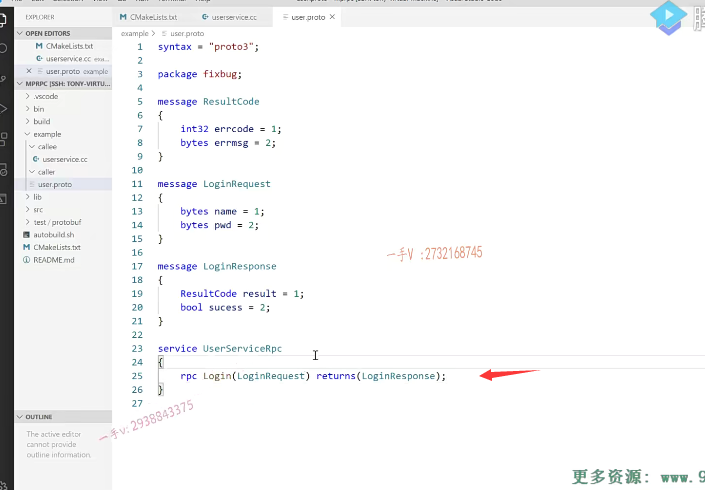 EXPLORER
CMakeLists.txt
userservice.cc
user.proto
OPEN EDITORS
CMakeLists.txt
userservice.cc
user.proto example
MPRPC [SSH: TONY-VIRTU...
.vscode
bin
build
example
callee
userservice.cc
caller
user.proto
lib
src
test / protobuf
autobuild.sh
CMakeLists.txt
README.md
OUTLINE
The active editor
cannot provide
outline information.
example > user.proto
1 syntax = "proto3";
2
3 package fixbug;
4
5 message ResultCode
6 {
7 int32 errcode = 1;
8 bytes errmsg = 2;
9 }
10
11 message LoginRequest
12 {
13 bytes name = 1;
14 bytes pwd = 2;
15 }
16
17 message LoginResponse
18 {
19 ResultCode result = 1;
20 bool sucess = 2;
21 }
22
23 service UserServiceRpc
24 {
25 rpc Login(LoginRequest) returns(LoginResponse);
26 }
27
一手V :2732168745
一手v:2938843375
更多资源: www.9